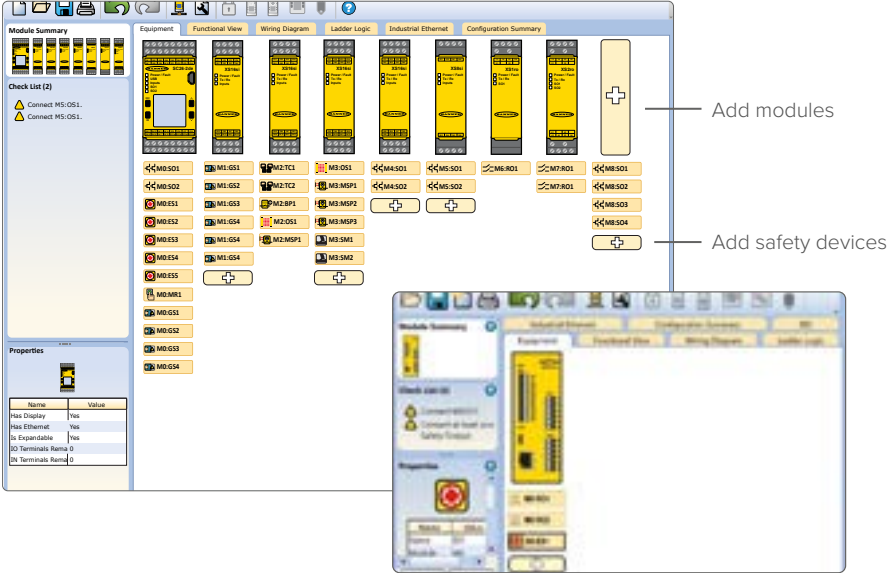 Equipment Functional View Wiring Diagram Ladder Logic Industrial Ethernet Configuration Summary
Module Summary
Check List (2)
Connect M5:OS1.
Connect M5:OS1.
Properties
Name Value
Has Display Yes
Has Ethernet Yes
Is Expandable Yes
IO Terminals Rema 0
IN Terminals Rema 0
M0:SO1 M1:GS1 M2:TC1 M3:OS1 M4:SO1 M5:SO1 M6:RO1 M7:RO1 M8:SO1
M0:SO2 M1:GS2 M2:TC2 M3:MSP1 M4:SO2 M5:SO2 M7:RO1 M8:SO2
M0:ES1 M1:GS3 M2:BP1 M3:MSP2 M8:SO3
M0:ES2 M1:GS4 M2:OS1 M3:MSP3 M8:SO4
M0:ES3 M1:GS4 M2:MSP1 M3:SM1
M0:ES4 M1:GS4 M3:SM2
M0:ES5
M0:MR1
M0:GS1
M0:GS2
M0:GS3
M0:GS4
Add modules
Add safety devices
Module Summary
Industrial Ethernet Configuration Summary
Equipment Functional View Wiring Diagram Ladder Logic
Properties
Name Value